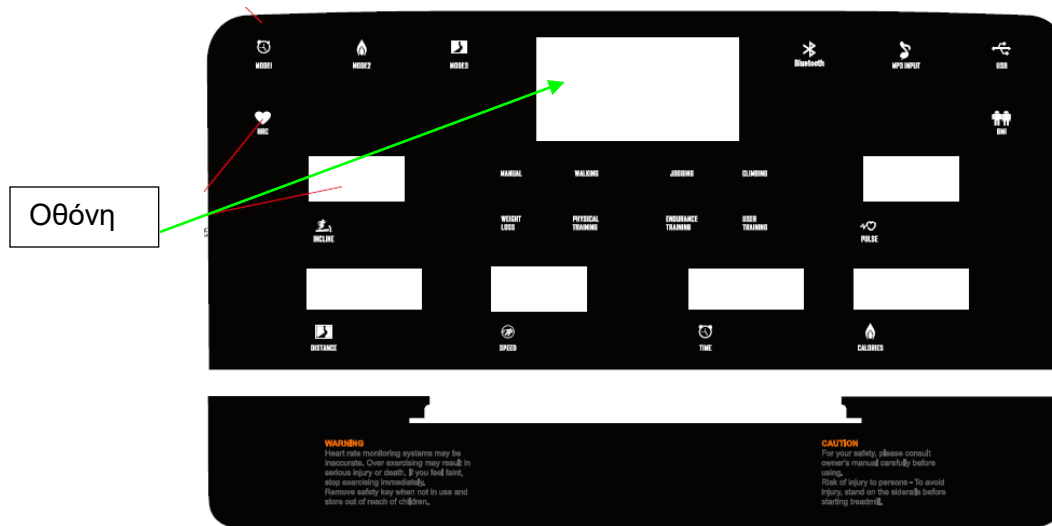 MODE1
MODE2
MODE3
Bluetooth
MP3 INPUT
USB
HRC
BMI
Οθόνη
MANUAL
WALKING
JOGGING
CLIMBING
WEIGHT
LOSS
PHYSICAL
TRAINING
ENDURANCE
TRAINING
USER
TRAINING
INCLINE
PULSE
DISTANCE
SPEED
TIME
CALORIES
WARNING
Heart rate monitoring systems may be
inaccurate. Over exercising may result in
serious injury or death. If you feel faint,
stop exercising immediately.
Remove safety key when not in use and
store out of reach of children.
CAUTION
For your safety, please consult
owner's manual carefully before
using.
Risk of injury to persons - To avoid
injury, stand on the siderails before
starting treadmill.